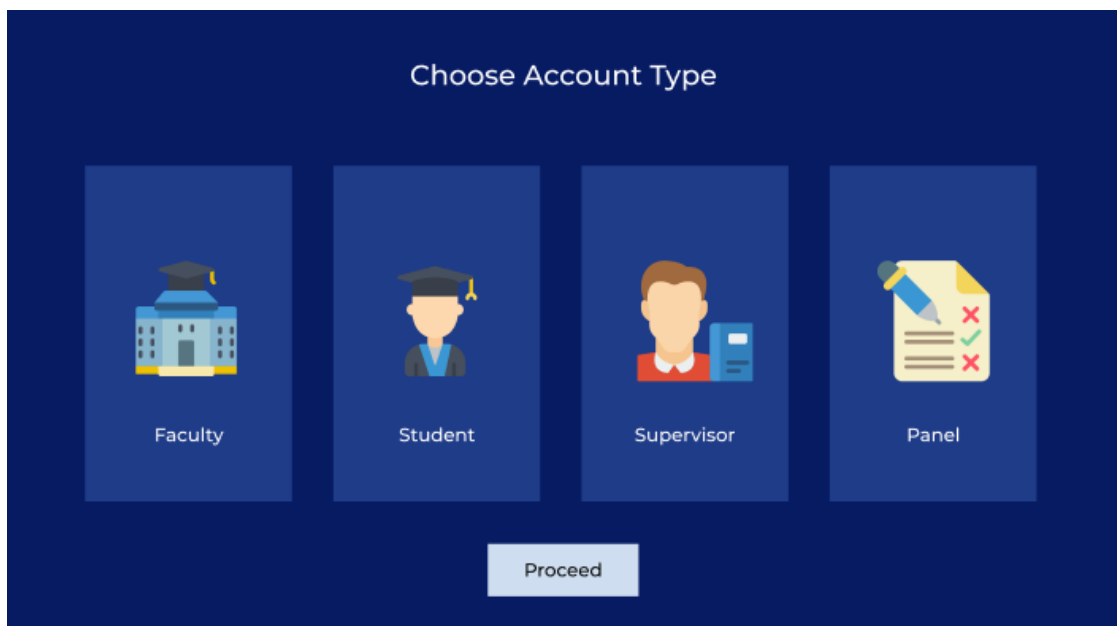 Choose Account Type
Faculty
Student
Supervisor
Panel
Proceed